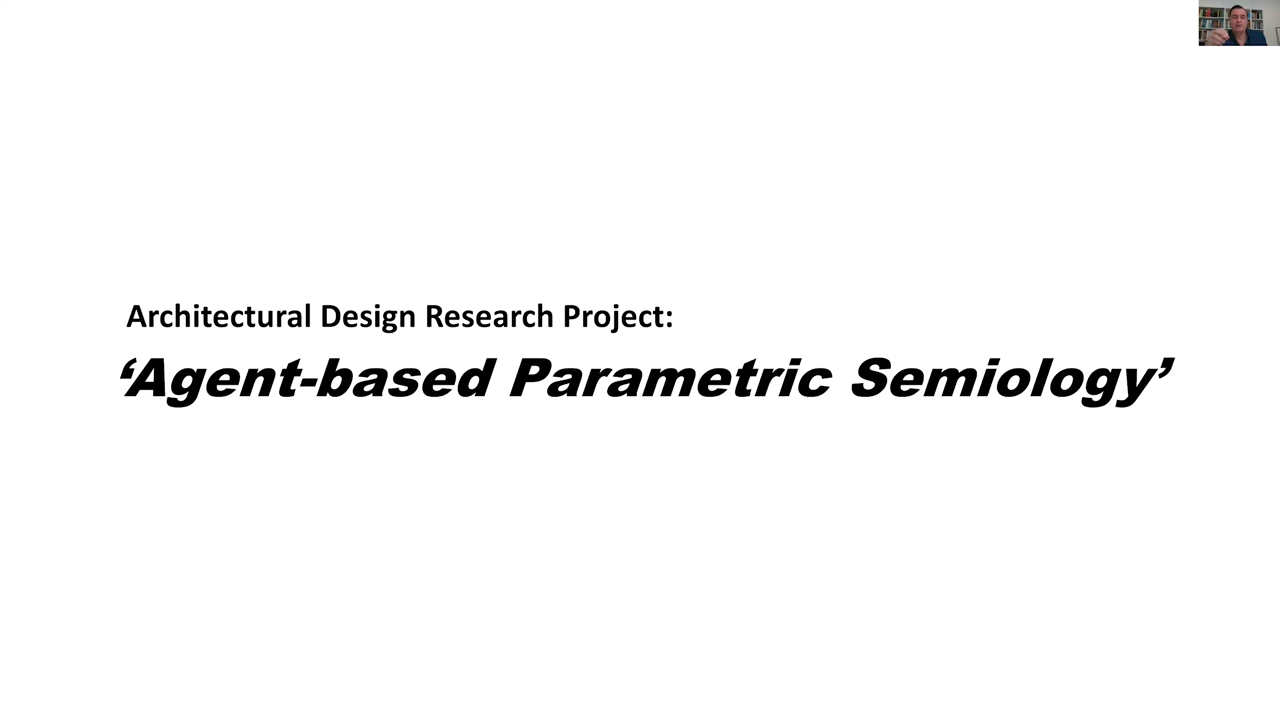 Architectural Design Research Project:
‘Agent-based Parametric Semiology’